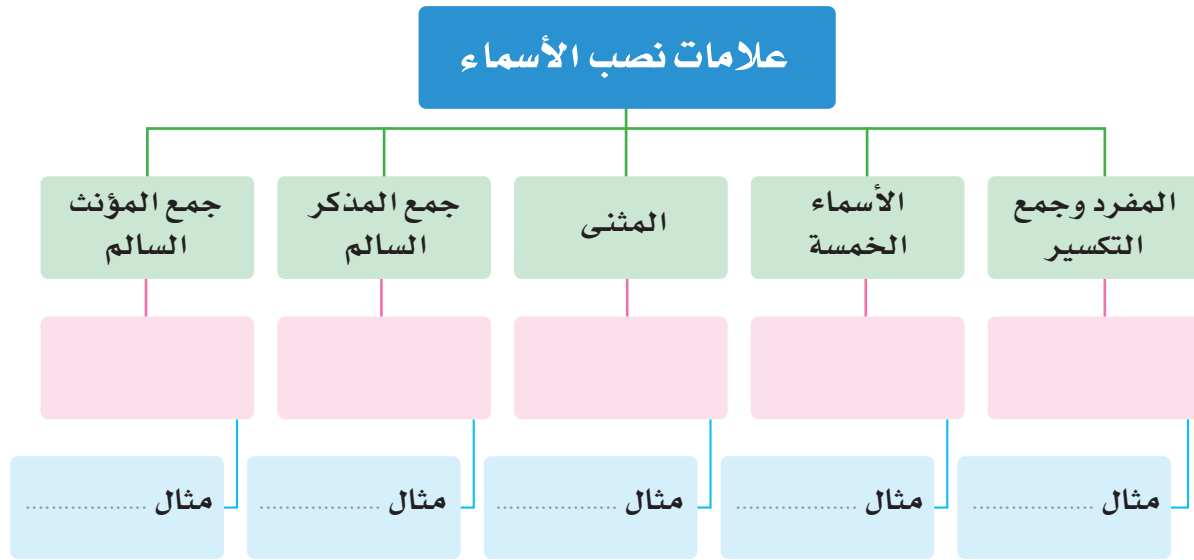 علامات نصب الأسماء
المفرد وجمع
التكسير
الأسماء
الخمسة
المثنى
جمع المذكر
السالم
جمع المؤنث
السالم
مثال ..................
مثال ..................
مثال ..................
مثال ..................
مثال ..................